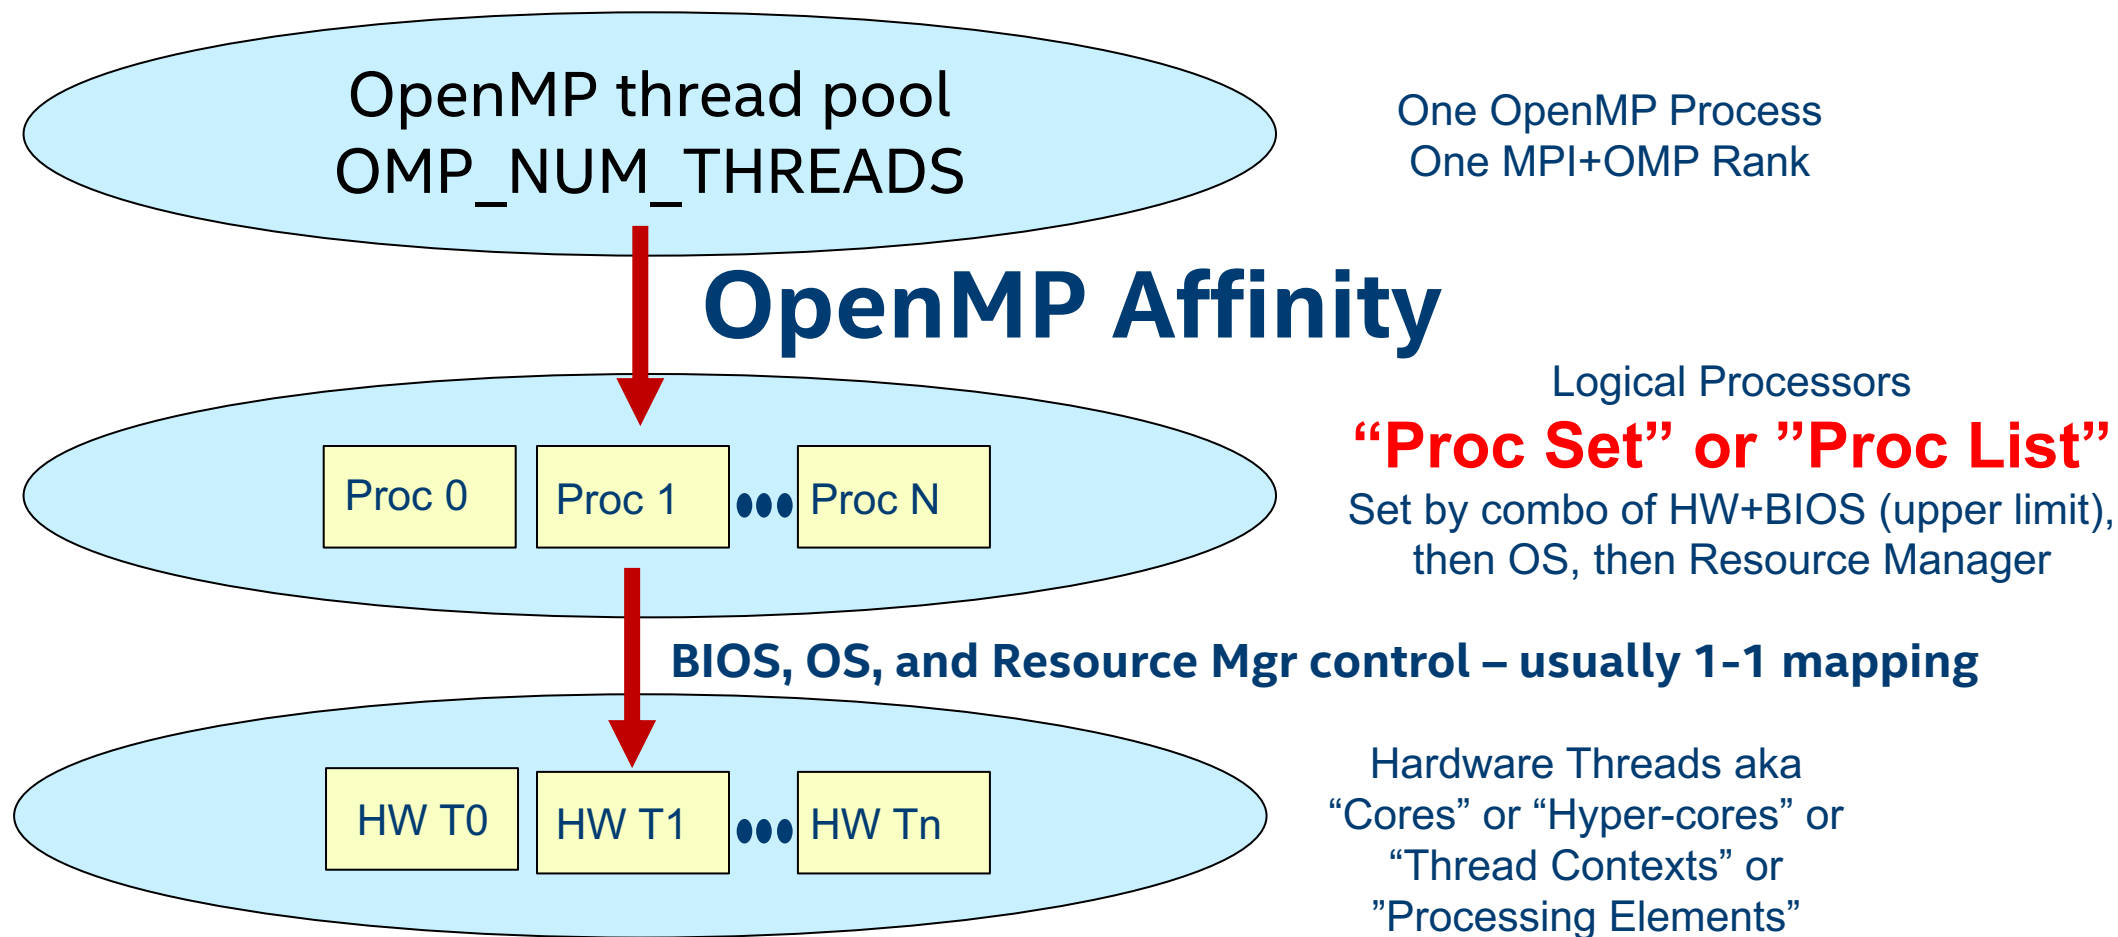 OpenMP thread pool
OMP_NUM_THREADS
One OpenMP Process
One MPI+OMP Rank
OpenMP Affinity
Logical Processors
“Proc Set” or ”Proc List”
Set by combo of HW+BIOS (upper limit),
then OS, then Resource Manager
Proc 0
Proc 1
Proc N
BIOS, OS, and Resource Mgr control – usually 1-1 mapping
HW T0
HW T1
HW Tn
Hardware Threads aka
“Cores” or “Hyper-cores” or
“Thread Contexts” or
”Processing Elements”